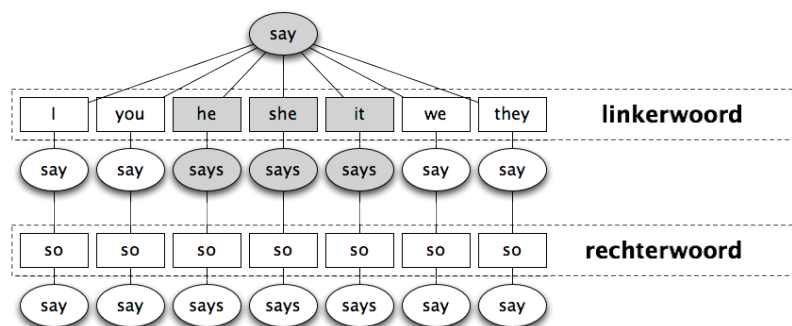 say
I you he she it we they linkerwoord
say say says says says say say
so so so so so so so rechterwoord
say say says says says say say